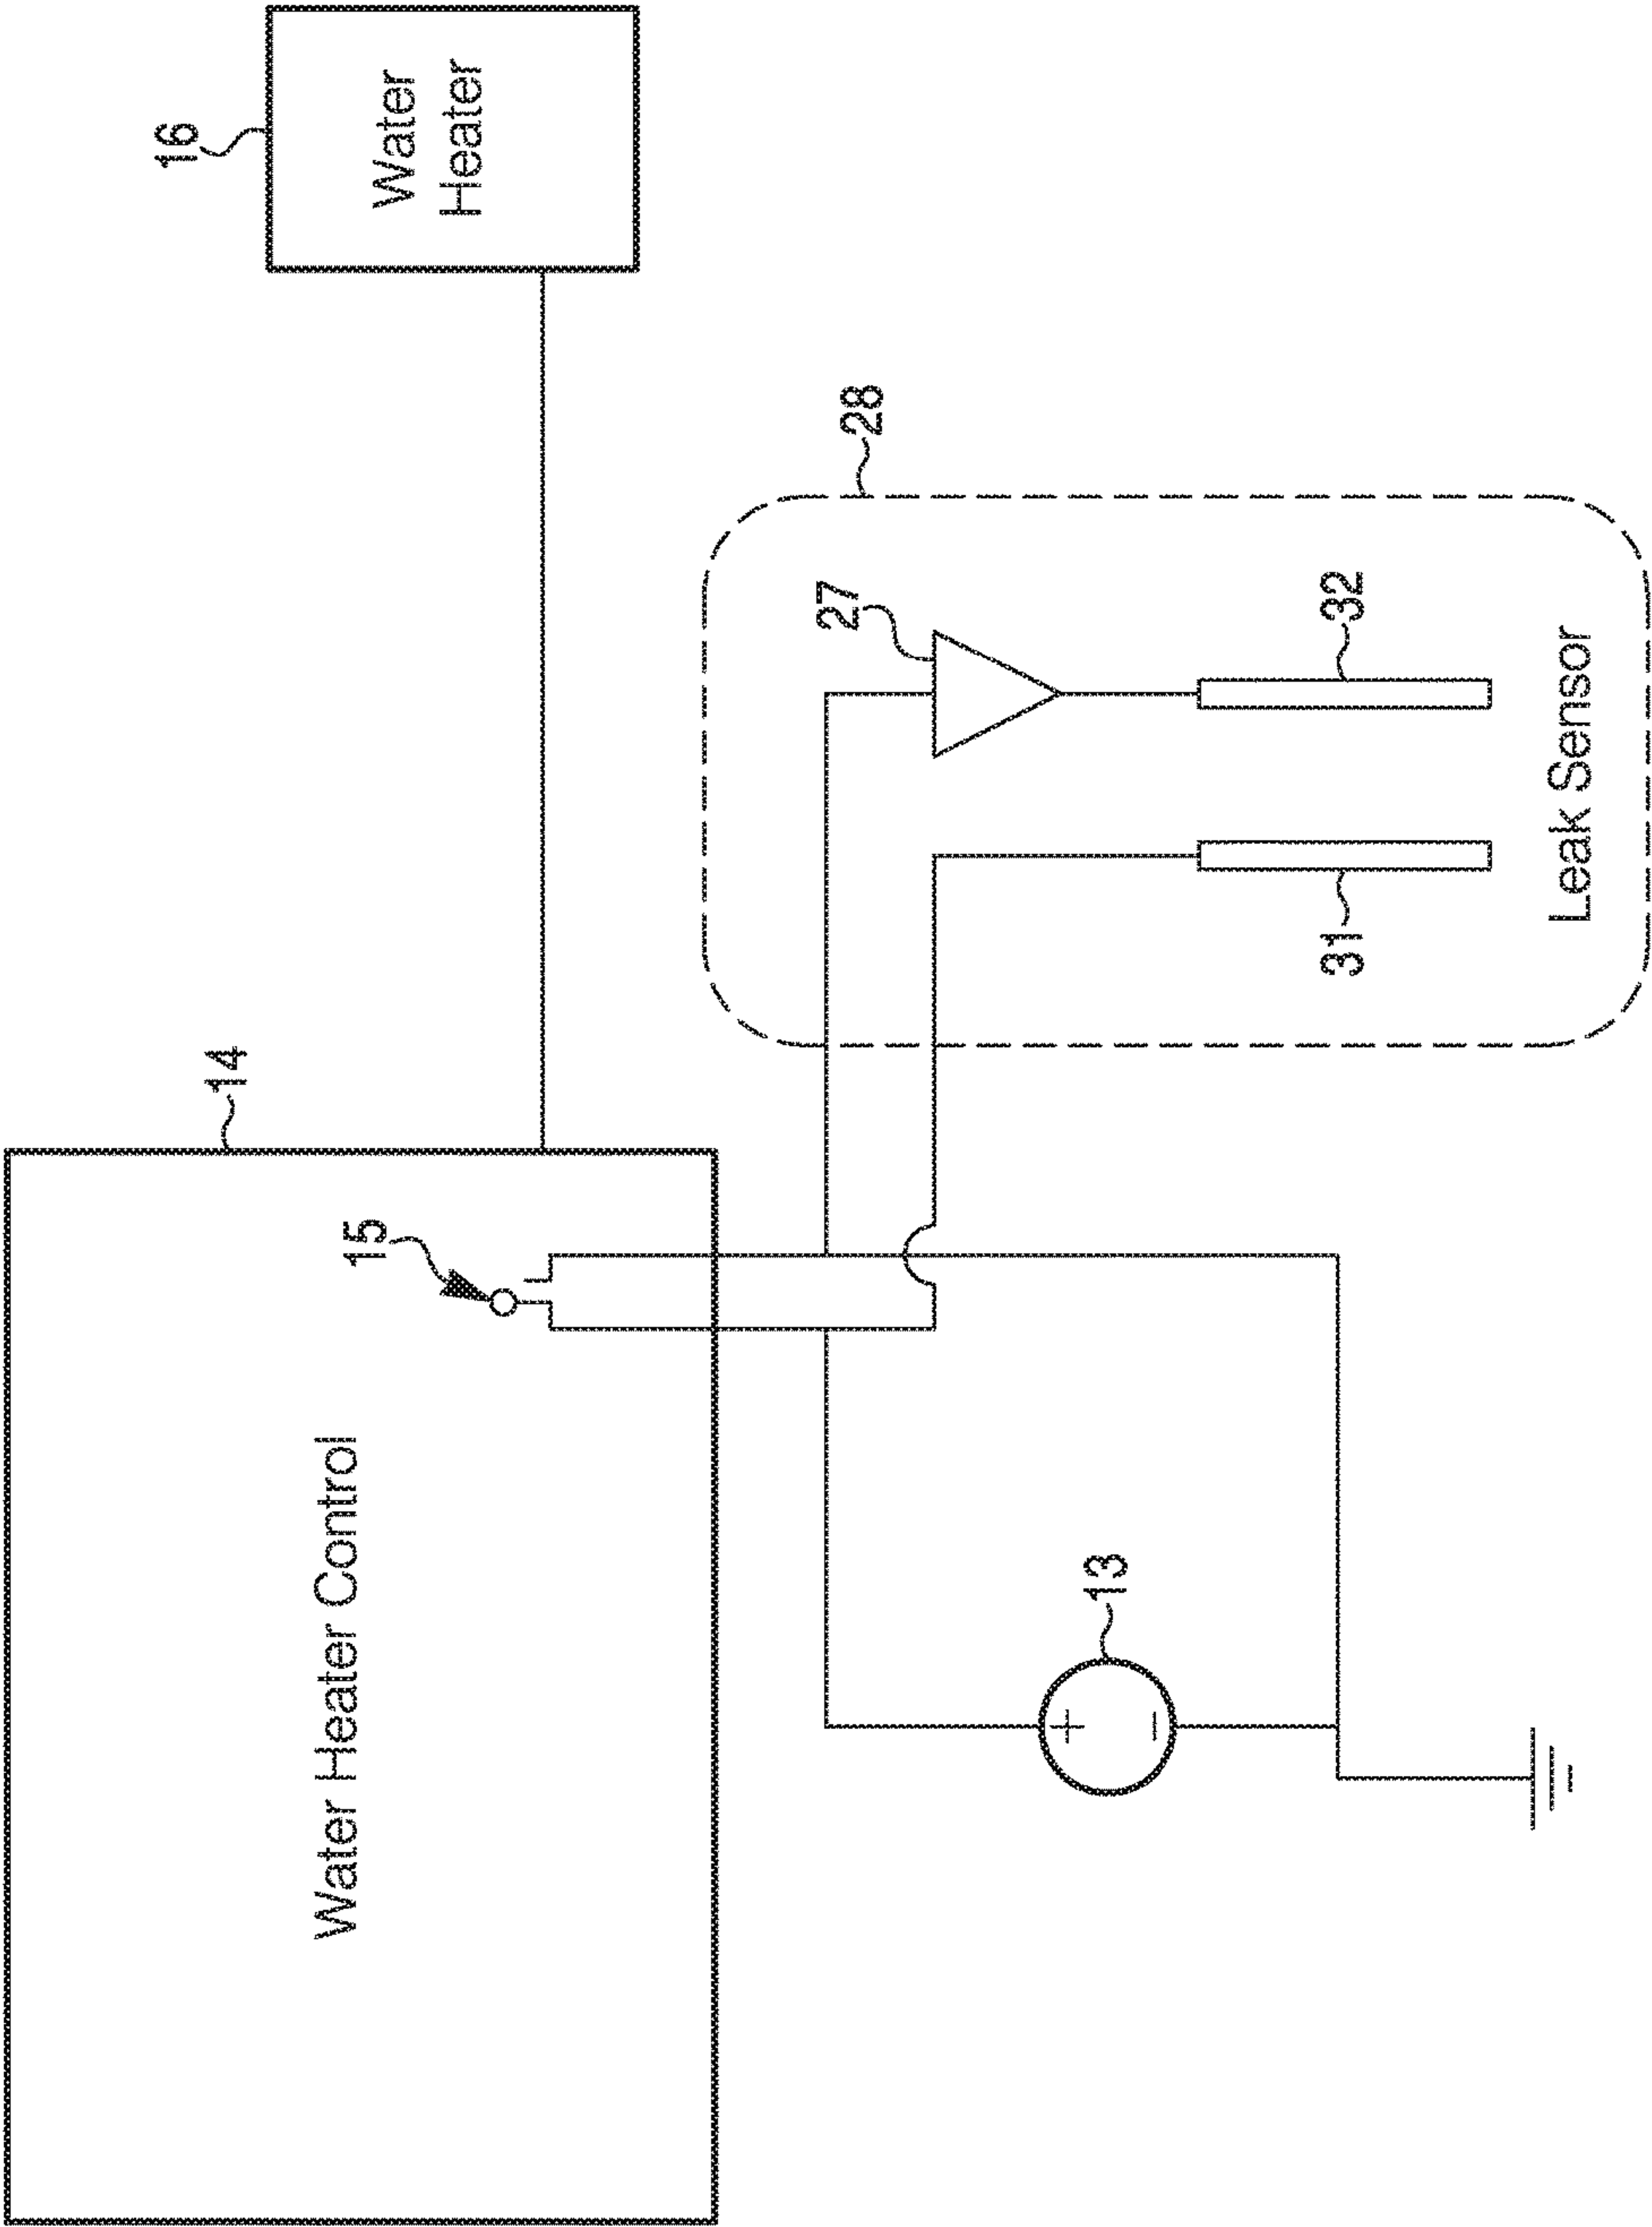 Water Heater Control
14
15
Water
Heater
16
13
28
27
32
31
Leak Sensor
+
−